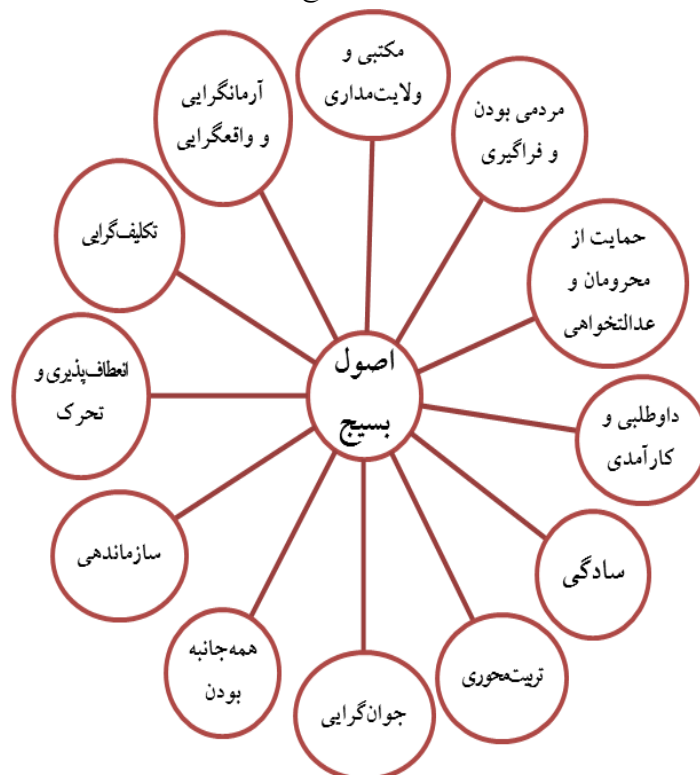 اصول
بسیج
مکتبی و
ولایت‌مداری
مردمی بودن
و فراگیری
حمایت از
محرومان و
عدالتخواهی
داوطلبی و
کارآمدی
سادگی
تربیت‌محوری
جوان‌گرایی
همه‌جانبه
بودن
سازماندهی
انعطاف‌پذیری و
تحرک
تکلیف‌گرایی
آرمانگرایی
و واقعگرایی